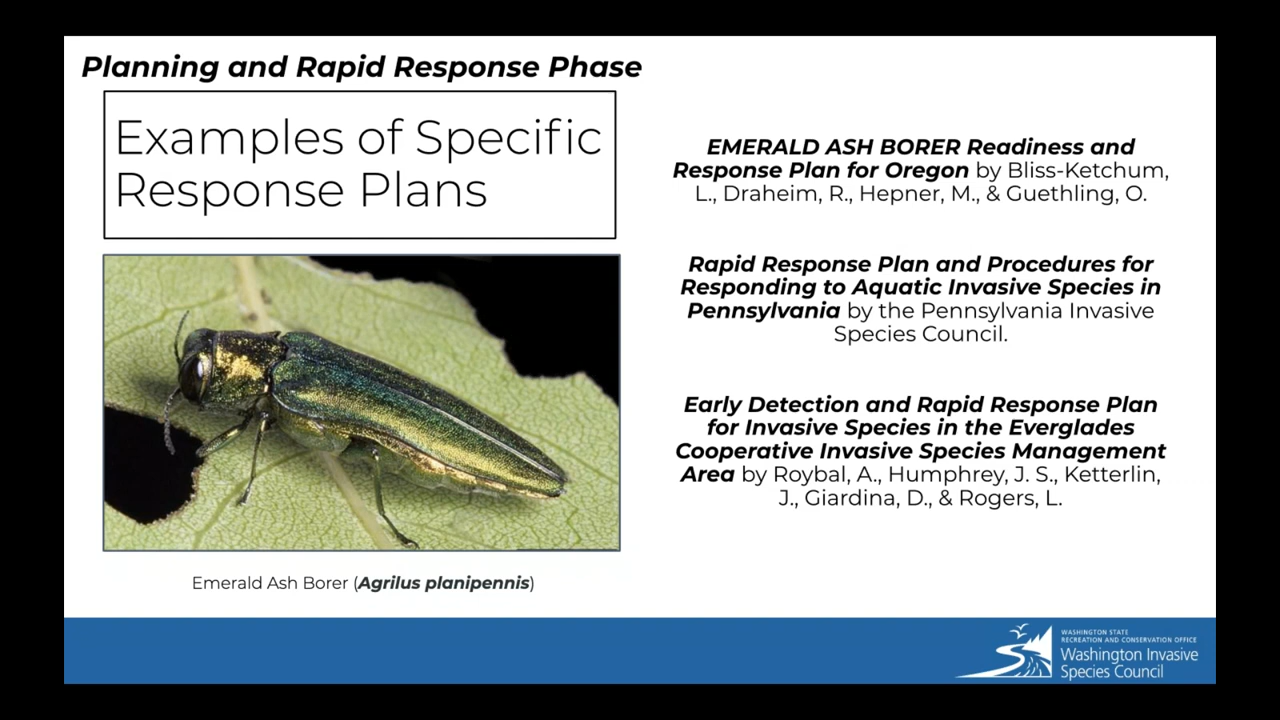 Planning and Rapid Response Phase
Examples of Specific
Response Plans
Emerald Ash Borer (Agrilus planipennis)
EMERALD ASH BORER Readiness and
Response Plan for Oregon by Bliss-Ketchum,
L., Draheim, R., Hepner, M., & Guethling, O.
Rapid Response Plan and Procedures for
Responding to Aquatic Invasive Species in
Pennsylvania by the Pennsylvania Invasive
Species Council.
Early Detection and Rapid Response Plan
for Invasive Species in the Everglades
Cooperative Invasive Species Management
Area by Roybal, A., Humphrey, J. S., Ketterlin,
J., Giardina, D., & Rogers, L.
WASHINGTON STATE
RECREATION AND CONSERVATION OFFICE
Washington Invasive
Species Council